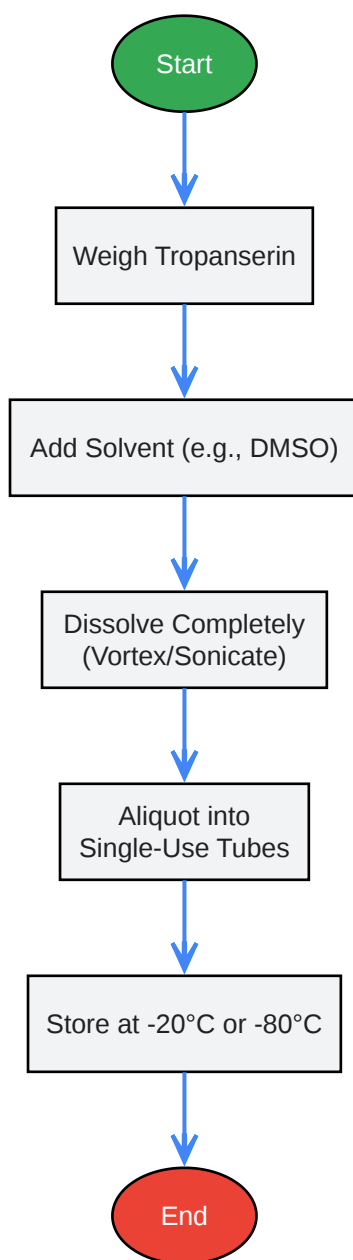 Start
Weigh Tropanserin
Add Solvent (e.g., DMSO)
Dissolve Completely
(Vortex/Sonicate)
Aliquot into
Single-Use Tubes
Store at -20°C or -80°C
End